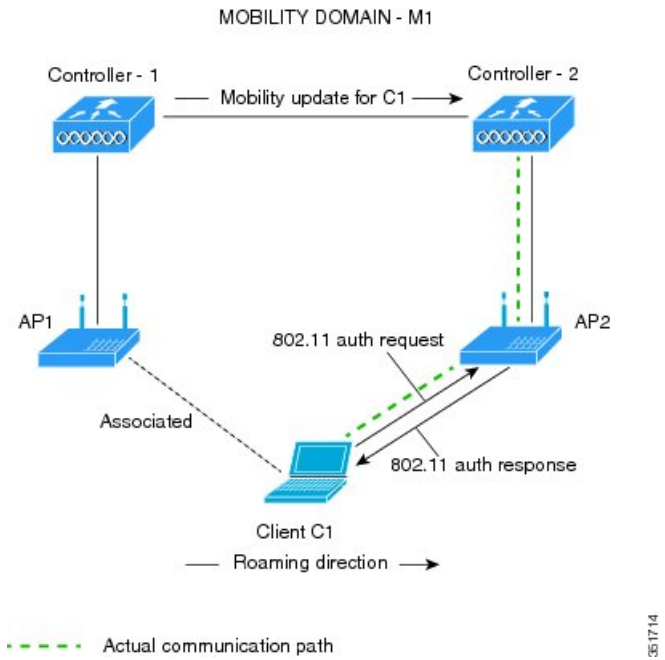 MOBILITY DOMAIN - M1
Controller - 1
Controller - 2
Mobility update for C1
AP1
AP2
802.11 auth request
Associated
802.11 auth response
Client C1
Roaming direction
Actual communication path
351714